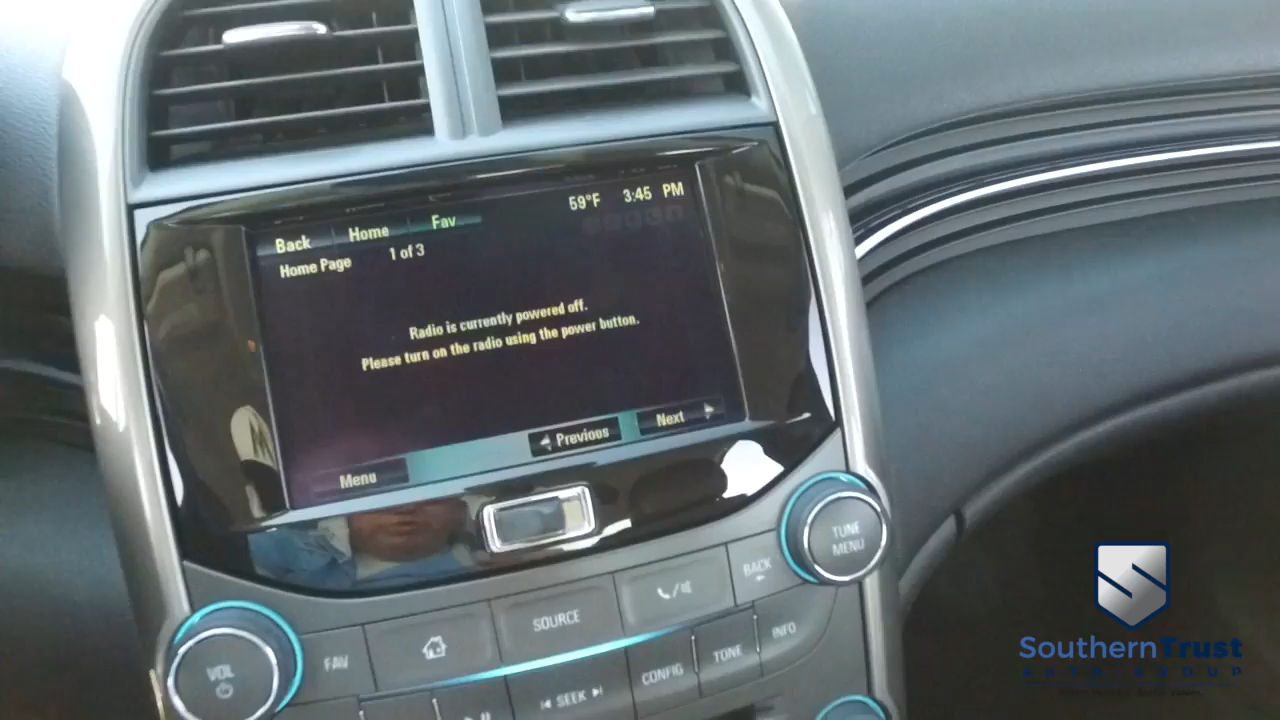 59°F 3:45 PM
Back Home Fav
Home Page 1 of 3
Radio is currently powered off.
Please turn on the radio using the power button.
Previous Next
Menu
TUNE
MENU
BACK
SOURCE
VOL
FAV
INFO
TONE
CONFIG
SEEK
SouthernTrust
AUTO GROUP